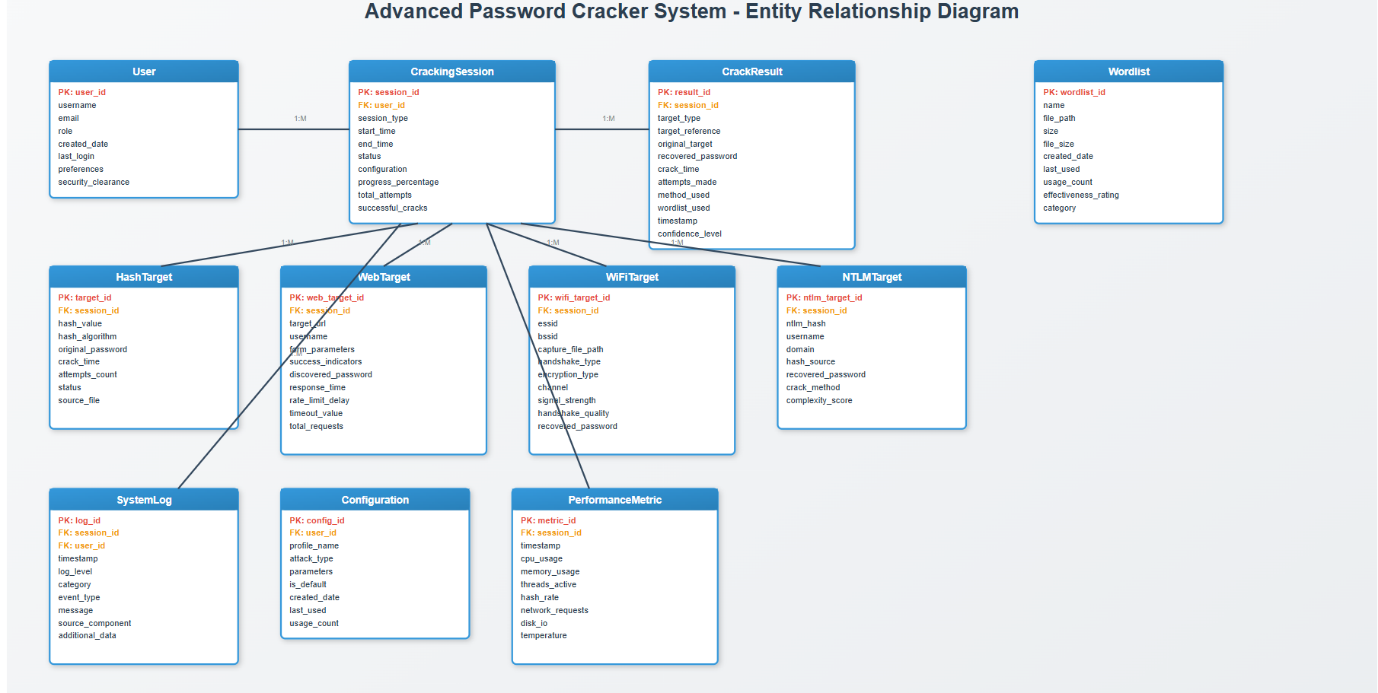 Advanced Password Cracker System - Entity Relationship Diagram
User
PK: user_id
username
email
role
created_date
last_login
preferences
security_clearance
1:M
CrackingSession
PK: session_id
FK: user_id
session_type
start_time
end_time
status
configuration
progress_percentage
total_attempts
successful_cracks
1:M
CrackResult
PK: result_id
FK: session_id
target_type
target_reference
original_target
recovered_password
crack_time
attempts_made
method_used
wordlist_used
timestamp
confidence_level
Wordlist
PK: wordlist_id
name
file_path
size
file_size
created_date
last_used
usage_count
effectiveness_rating
category
1:M
1:M
1:M
1:M
HashTarget
PK: target_id
FK: session_id
hash_value
hash_algorithm
original_password
crack_time
attempts_count
status
source_file
WebTarget
PK: web_target_id
FK: session_id
target_url
username
form_parameters
1:M
success_indicators
discovered_password
response_time
rate_limit_delay
timeout_value
total_requests
WiFiTarget
PK: wifi_target_id
FK: session_id
essid
bssid
capture_file_path
handshake_type
encryption_type
channel
signal_strength
handshake_quality
recovered_password
NTLMTarget
PK: ntlm_target_id
FK: session_id
ntlm_hash
username
domain
hash_source
recovered_password
crack_method
complexity_score
SystemLog
PK: log_id
FK: session_id
FK: user_id
timestamp
log_level
category
event_type
message
source_component
additional_data
Configuration
PK: config_id
FK: user_id
profile_name
attack_type
parameters
is_default
created_date
last_used
usage_count
PerformanceMetric
PK: metric_id
FK: session_id
timestamp
cpu_usage
memory_usage
threads_active
hash_rate
network_requests
disk_io
temperature